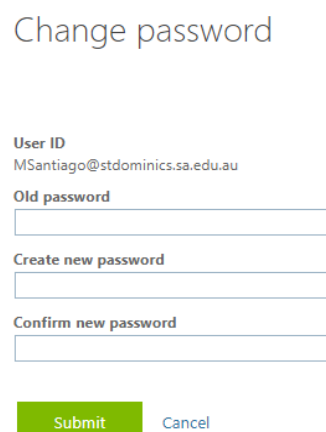 Change password
User ID
MSantiago@stdominics.sa.edu.au
Old password
Create new password
Confirm new password
Submit Cancel